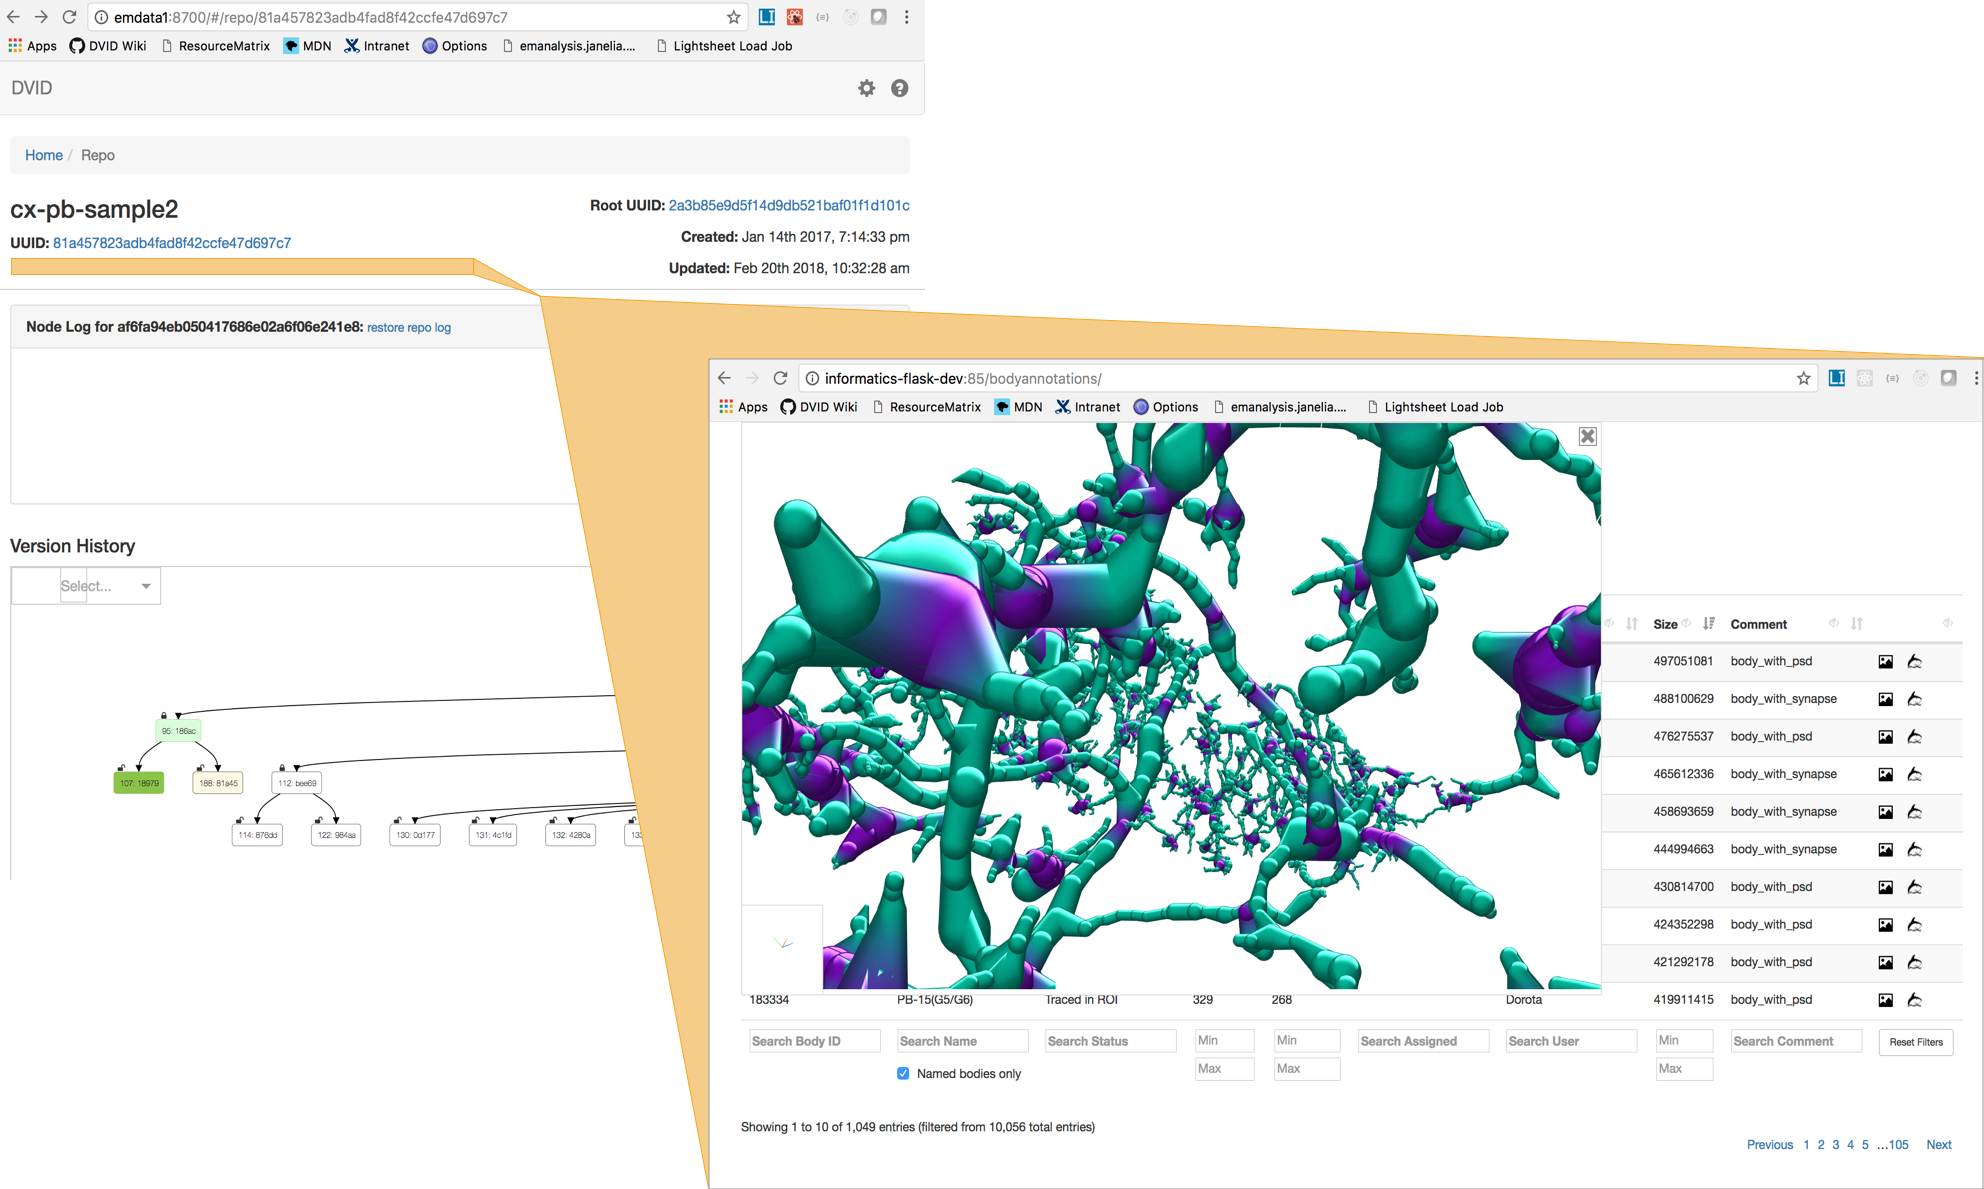 emdata1:8700/#/repo/81a457823adb4fad8f42ccfe47d697c7
Apps DVID Wiki ResourceMatrix MDN Intranet Options emanalysis.janelia.... Lightsheet Load Job
DVID
Home / Repo
cx-pb-sample2
UUID: 81a457823adb4fad8f42ccfe47d697c7
Root UUID: 2a3b85e9d5f14d9db521baf01f1d101c
Created: Jan 14th 2017, 7:14:33 pm
Updated: Feb 20th 2018, 10:32:28 am
Node Log for af6fa94eb050417686e02a6f06e241e8: restore repo log
Version History
Select...
95: 186ac
107: 18979 188: 81a45 112: bee69
114: 876dd 122: 984aa 130: 0d177 131: 4c1fd 132: 4280a 133
informatics-flask-dev:85/bodyannotations/
Apps DVID Wiki ResourceMatrix MDN Intranet Options emanalysis.janelia.... Lightsheet Load Job
Size Comment
497051081 body_with_psd
488100629 body_with_synapse
476275537 body_with_psd
465612336 body_with_synapse
458693659 body_with_synapse
444994663 body_with_synapse
430814700 body_with_psd
424352298 body_with_psd
421292178 body_with_psd
183334 PB-15(G5/G6) Traced in ROI 329 268 Dorota 419911415 body_with_psd
Search Body ID Search Name Search Status Min Min Search Assigned Search User Min Search Comment Reset Filters
Max Max Max
Named bodies only
Showing 1 to 10 of 1,049 entries (filtered from 10,056 total entries)
Previous 1 2 3 4 5 ...105 Next